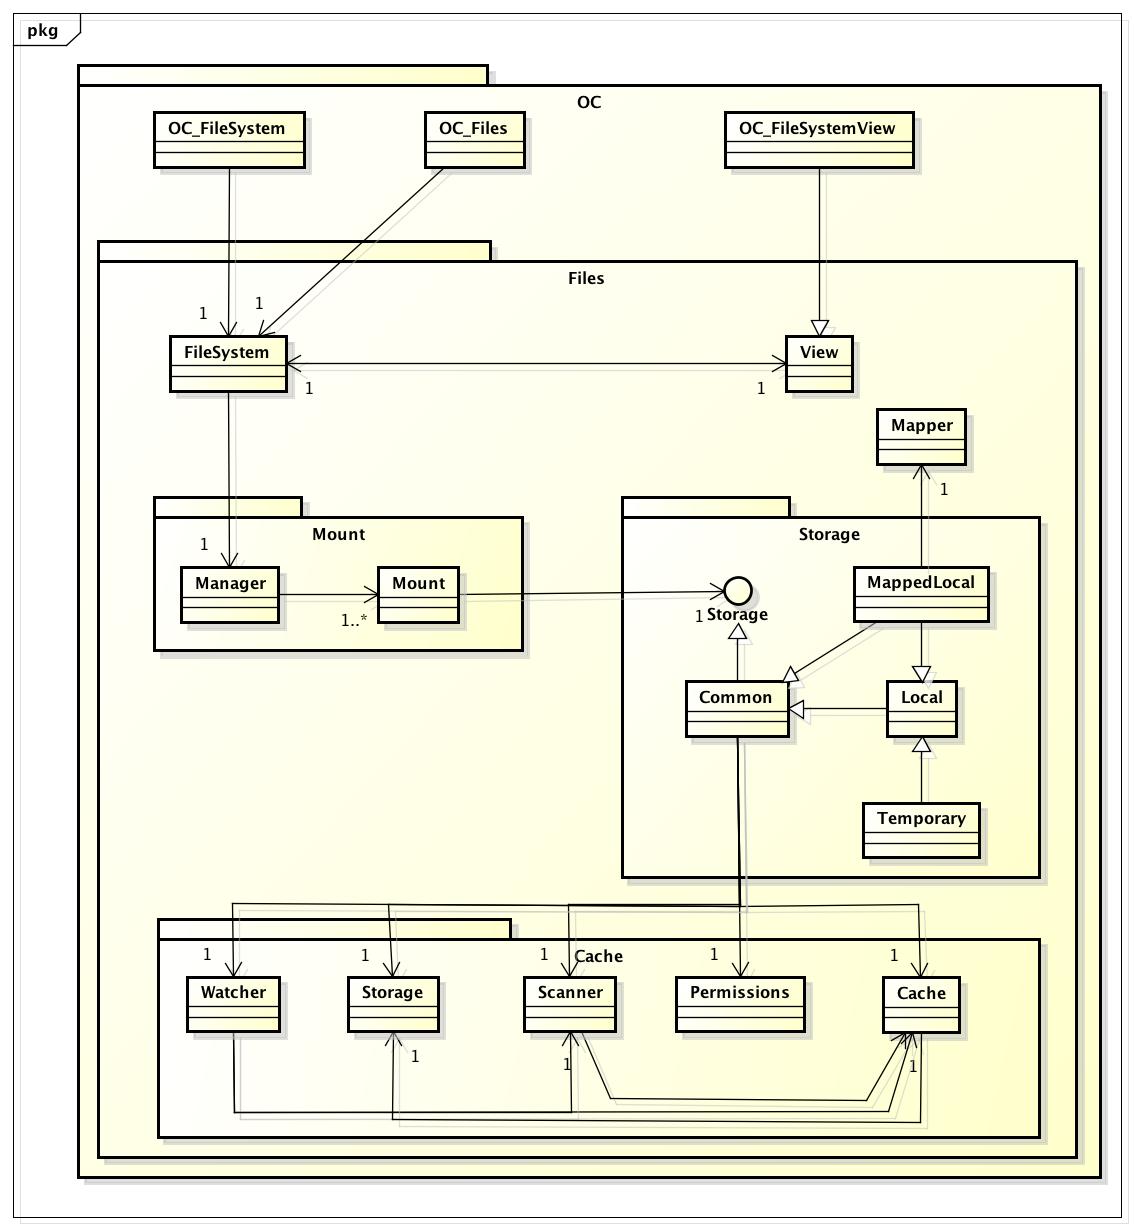 pkg
OC
OC_FileSystem
OC_Files
OC_FileSystemView
Files
1
1
FileSystem
View
1
1
Mapper
1
Mount
Storage
1
Manager
Mount
MappedLocal
1..*
1 Storage
Common
Local
Temporary
Cache
1
1
1
1
1
Watcher
Storage
Scanner
Permissions
Cache
1
1
1